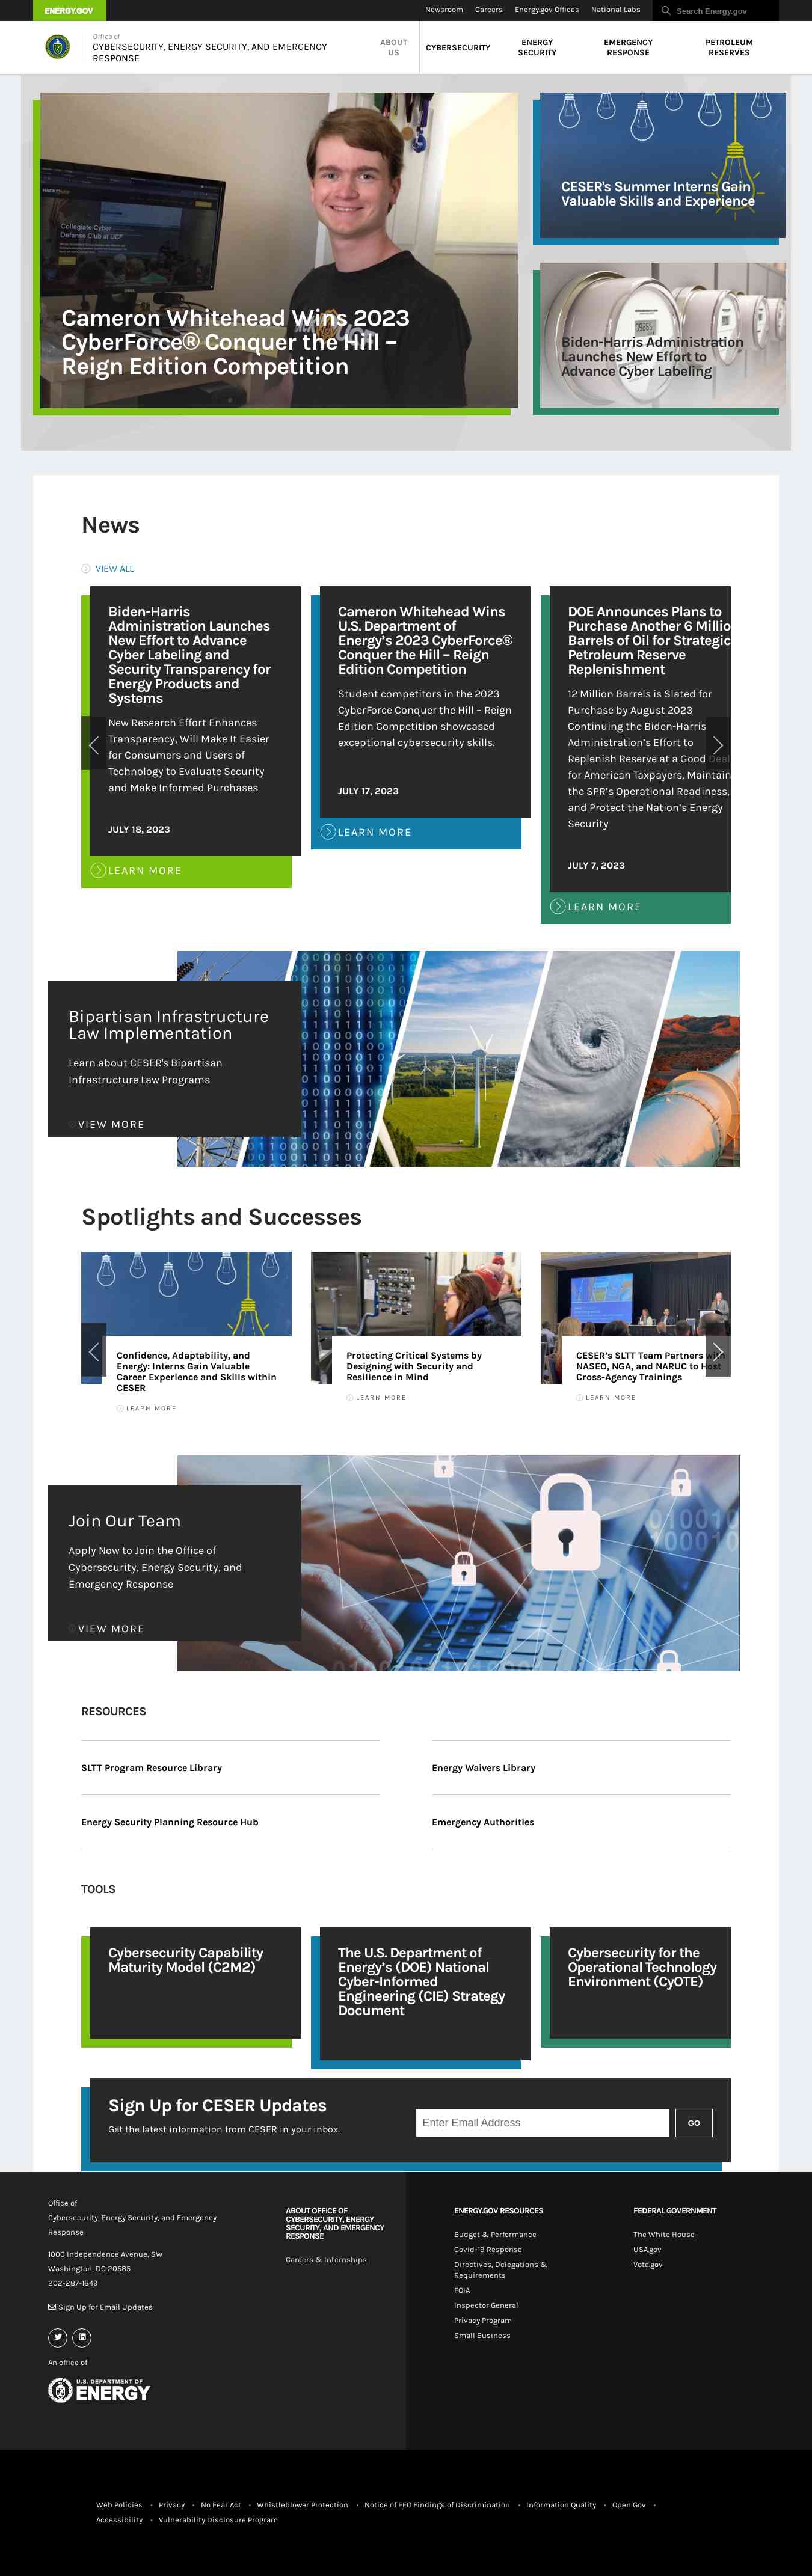 ENERGY.GOV
Newsroom Careers Energy.gov Offices National Labs Search Energy.gov
Office of
CYBERSECURITY, ENERGY SECURITY, AND EMERGENCY
RESPONSE
ABOUT
US
CYBERSECURITY
ENERGY
SECURITY
EMERGENCY
RESPONSE
PETROLEUM
RESERVES
Collegiate Cyber
Defense Club at UCF
Cameron Whitehead Wins 2023
CyberForce® Conquer the Hill –
Reign Edition Competition
CESER's Summer Interns Gain
Valuable Skills and Experience
Biden-Harris Administration
Launches New Effort to
Advance Cyber Labeling
News
VIEW ALL
Biden-Harris
Administration Launches
New Effort to Advance
Cyber Labeling and
Security Transparency for
Energy Products and
Systems
New Research Effort Enhances
Transparency, Will Make It Easier
for Consumers and Users of
Technology to Evaluate Security
and Make Informed Purchases
JULY 18, 2023
LEARN MORE
Cameron Whitehead Wins
U.S. Department of
Energy’s 2023 CyberForce®
Conquer the Hill – Reign
Edition Competition
Student competitors in the 2023
CyberForce Conquer the Hill – Reign
Edition Competition showcased
exceptional cybersecurity skills.
JULY 17, 2023
LEARN MORE
DOE Announces Plans to
Purchase Another 6 Millio
Barrels of Oil for Strategic
Petroleum Reserve
Replenishment
12 Million Barrels is Slated for
Purchase by August 2023
Continuing the Biden-Harris
Administration’s Effort to
Replenish Reserve at a Good Deal
for American Taxpayers, Maintain
the SPR’s Operational Readiness,
and Protect the Nation’s Energy
Security
JULY 7, 2023
LEARN MORE
Bipartisan Infrastructure
Law Implementation
Learn about CESER's Bipartisan
Infrastructure Law Programs
VIEW MORE
Spotlights and Successes
Confidence, Adaptability, and
Energy: Interns Gain Valuable
Career Experience and Skills within
CESER
LEARN MORE
Protecting Critical Systems by
Designing with Security and
Resilience in Mind
LEARN MORE
CESER’s SLTT Team Partners with
NASEO, NGA, and NARUC to Host
Cross-Agency Trainings
LEARN MORE
Join Our Team
Apply Now to Join the Office of
Cybersecurity, Energy Security, and
Emergency Response
VIEW MORE
RESOURCES
SLTT Program Resource Library
Energy Waivers Library
Energy Security Planning Resource Hub
Emergency Authorities
TOOLS
Cybersecurity Capability
Maturity Model (C2M2)
The U.S. Department of
Energy’s (DOE) National
Cyber-Informed
Engineering (CIE) Strategy
Document
Cybersecurity for the
Operational Technology
Environment (CyOTE)
Sign Up for CESER Updates
Get the latest information from CESER in your inbox.
Enter Email Address
GO
Office of
Cybersecurity, Energy Security, and Emergency
Response
1000 Independence Avenue, SW
Washington, DC 20585
202-287-1849
Sign Up for Email Updates
An office of
U.S. DEPARTMENT OF
ENERGY
ABOUT OFFICE OF
CYBERSECURITY, ENERGY
SECURITY, AND EMERGENCY
RESPONSE
Careers & Internships
ENERGY.GOV RESOURCES
Budget & Performance
Covid-19 Response
Directives, Delegations &
Requirements
FOIA
Inspector General
Privacy Program
Small Business
FEDERAL GOVERNMENT
The White House
USA.gov
Vote.gov
Web Policies • Privacy • No Fear Act • Whistleblower Protection • Notice of EEO Findings of Discrimination • Information Quality • Open Gov •
Accessibility • Vulnerability Disclosure Program